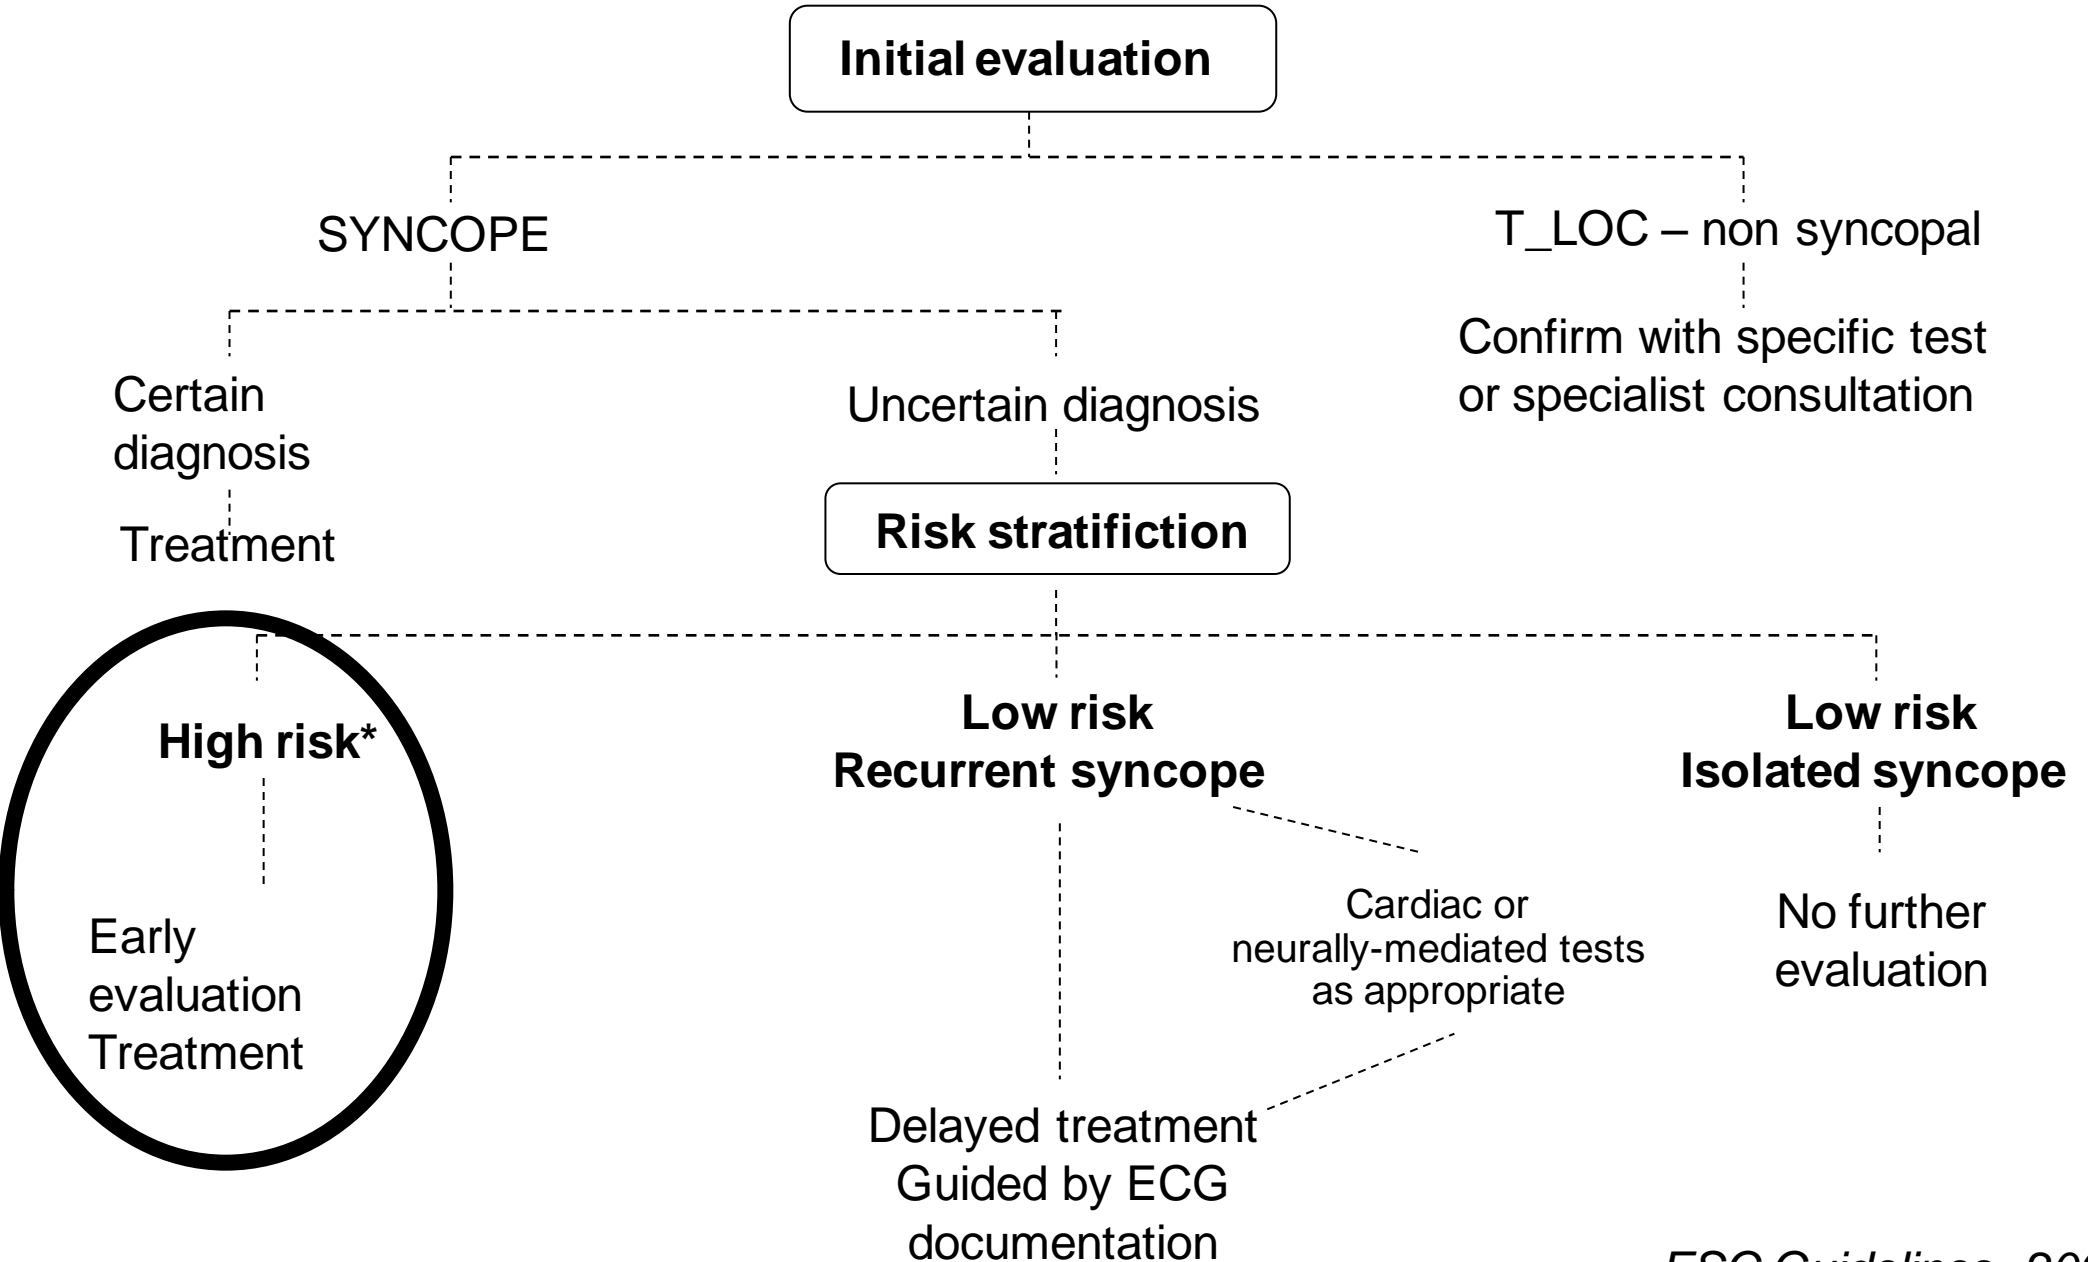 Initial evaluation
SYNCOPE
T_LOC – non syncopal
Certain
diagnosis
Treatment
Uncertain diagnosis
Confirm with specific test
or specialist consultation
Risk stratifiction
High risk*
Early
evaluation
Treatment
Low risk
Recurrent syncope
Cardiac or
neurally-mediated tests
as appropriate
Delayed treatment
Guided by ECG
documentation
Low risk
Isolated syncope
No further
evaluation
ESC Guidelines